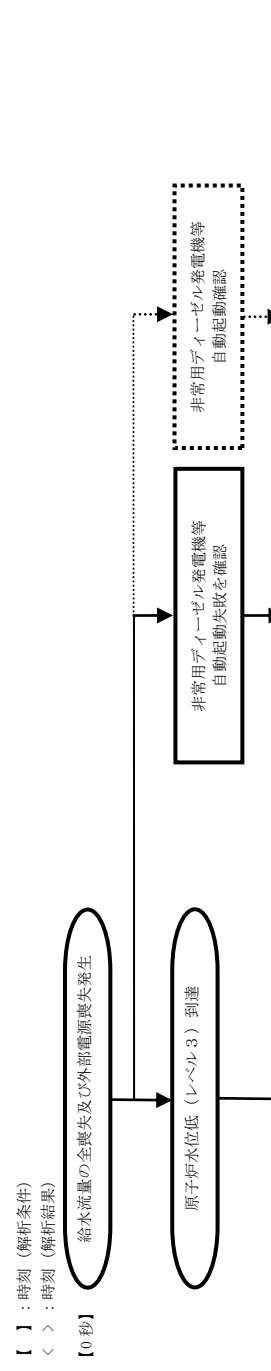 【　】：時刻（解析条件）
＜　＞：時刻（解析結果）
【0 秒】
給水流量の全喪失及び外部電源喪失発生
原子炉水位低（レベル３）到達
非常用ディーゼル発電機等
自動起動失敗を確認
非常用ディーゼル発電機等
自動起動確認